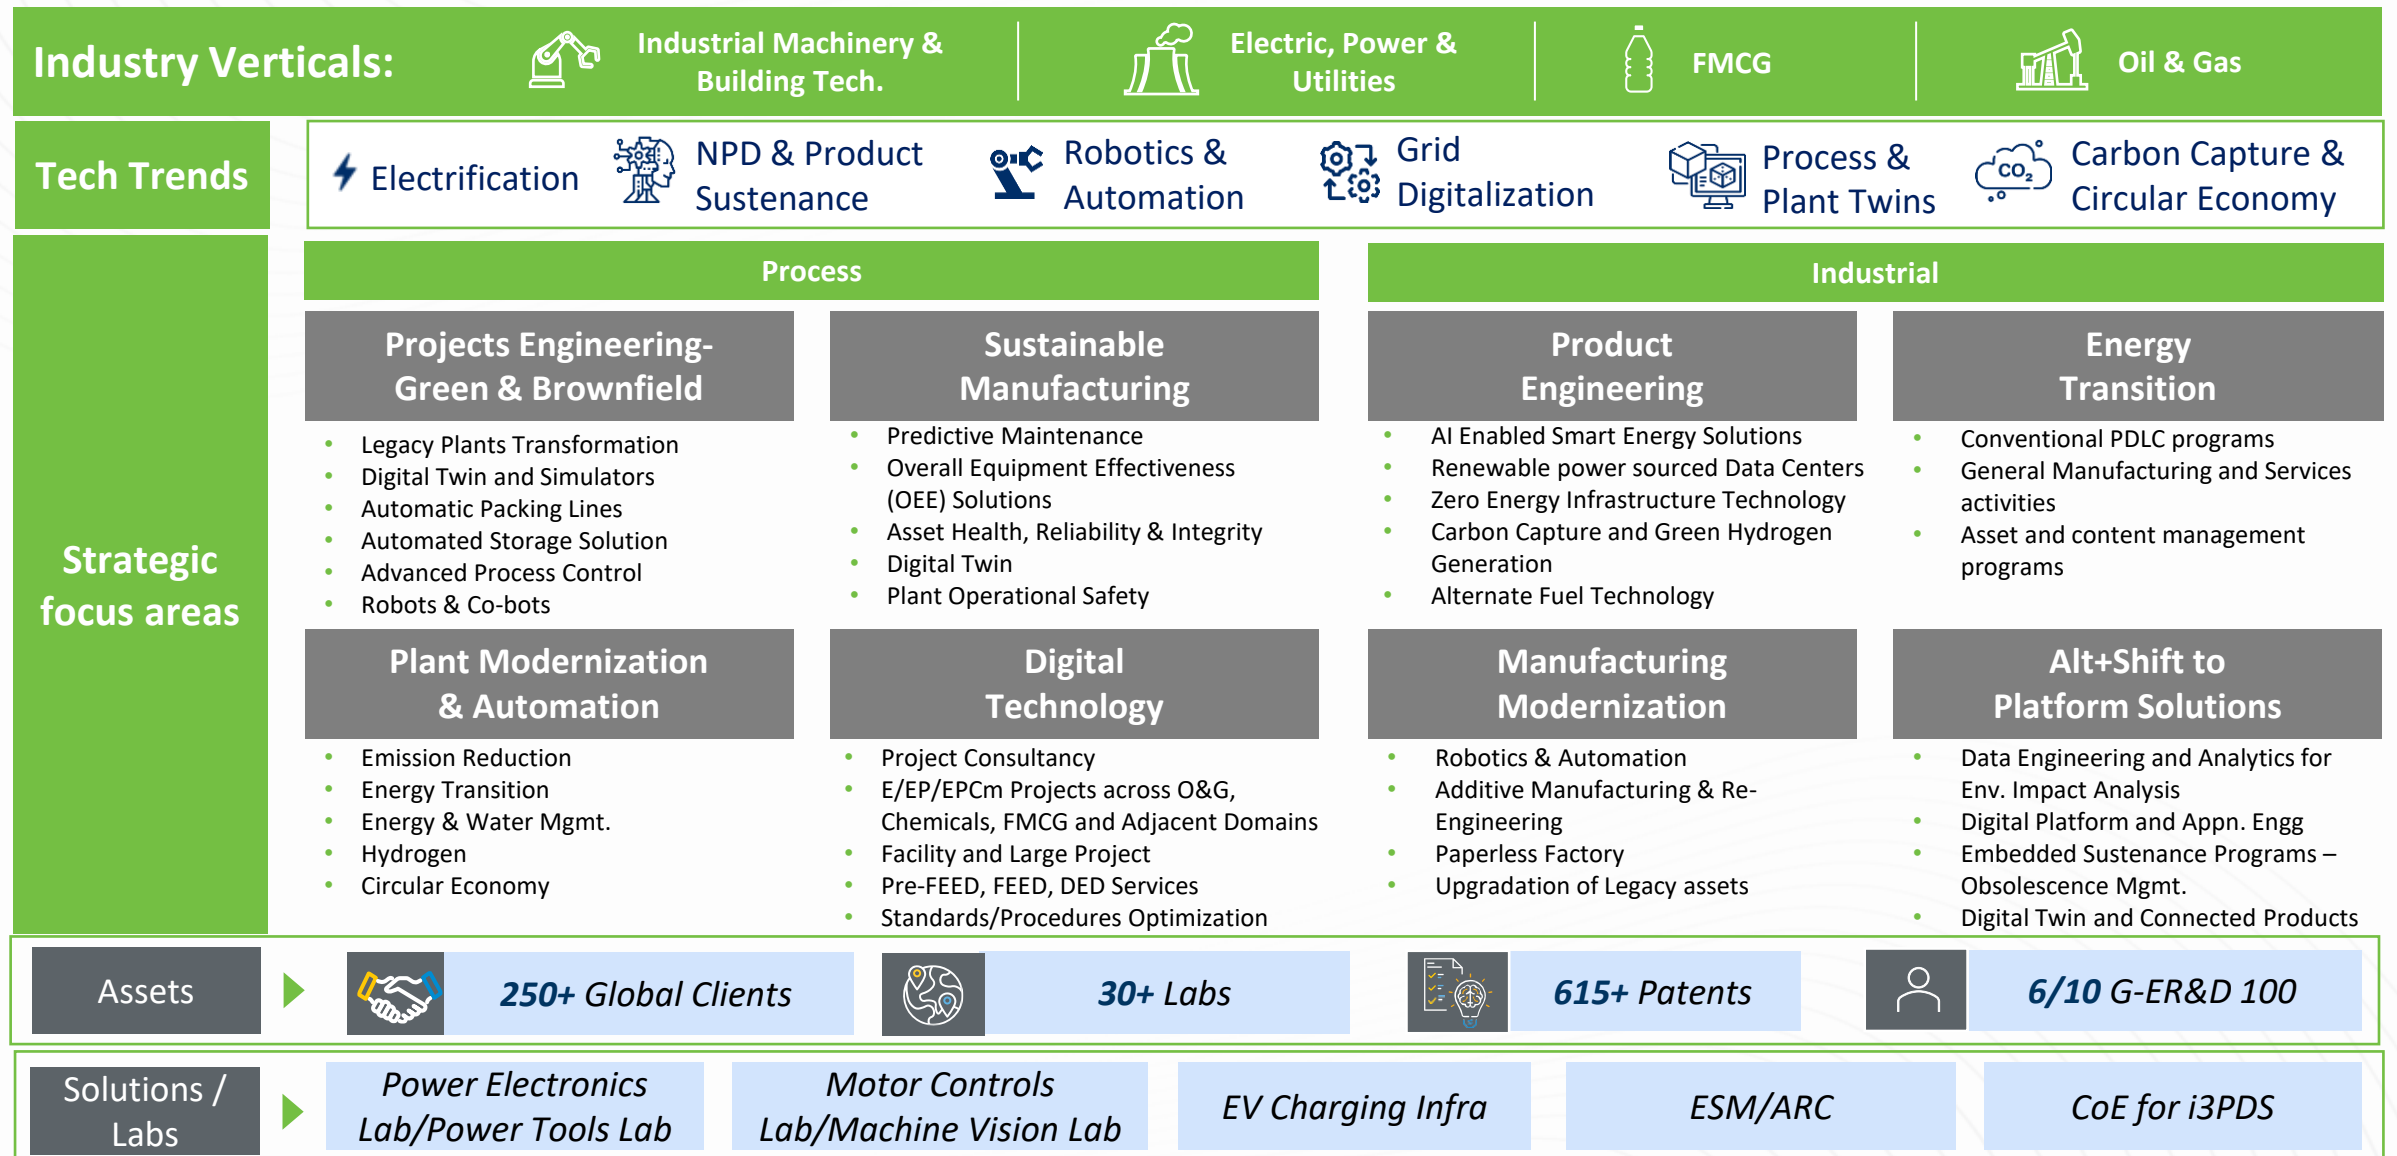 Industry Verticals:
Industrial Machinery &
Building Tech.
Electric, Power &
Utilities
FMCG
Oil & Gas
Tech Trends
Electrification
NPD & Product
Sustenance
Robotics &
Automation
Grid
Digitalization
Process &
Plant Twins
CO2
Carbon Capture &
Circular Economy
Strategic
focus areas
Process
Projects Engineering-
Green & Brownfield
• Legacy Plants Transformation
• Digital Twin and Simulators
• Automatic Packing Lines
• Automated Storage Solution
• Advanced Process Control
• Robots & Co-bots
Sustainable
Manufacturing
• Predictive Maintenance
• Overall Equipment Effectiveness
(OEE) Solutions
• Asset Health, Reliability & Integrity
• Digital Twin
• Plant Operational Safety
Plant Modernization
& Automation
• Emission Reduction
• Energy Transition
• Energy & Water Mgmt.
• Hydrogen
• Circular Economy
Digital
Technology
• Project Consultancy
• E/EP/EPCm Projects across O&G,
Chemicals, FMCG and Adjacent Domains
• Facility and Large Project
• Pre-FEED, FEED, DED Services
• Standards/Procedures Optimization
Industrial
Product
Engineering
• AI Enabled Smart Energy Solutions
• Renewable power sourced Data Centers
• Zero Energy Infrastructure Technology
• Carbon Capture and Green Hydrogen
Generation
• Alternate Fuel Technology
Energy
Transition
• Conventional PDLC programs
• General Manufacturing and Services
activities
• Asset and content management
programs
Manufacturing
Modernization
• Robotics & Automation
• Additive Manufacturing & Re-
Engineering
• Paperless Factory
• Upgradation of Legacy assets
Alt+Shift to
Platform Solutions
• Data Engineering and Analytics for
Env. Impact Analysis
• Digital Platform and Appn. Engg
• Embedded Sustenance Programs –
Obsolescence Mgmt.
• Digital Twin and Connected Products
Assets
250+ Global Clients
30+ Labs
615+ Patents
6/10 G-ER&D 100
Solutions /
Labs
Power Electronics
Lab/Power Tools Lab
Motor Controls
Lab/Machine Vision Lab
EV Charging Infra
ESM/ARC
CoE for i3PDS